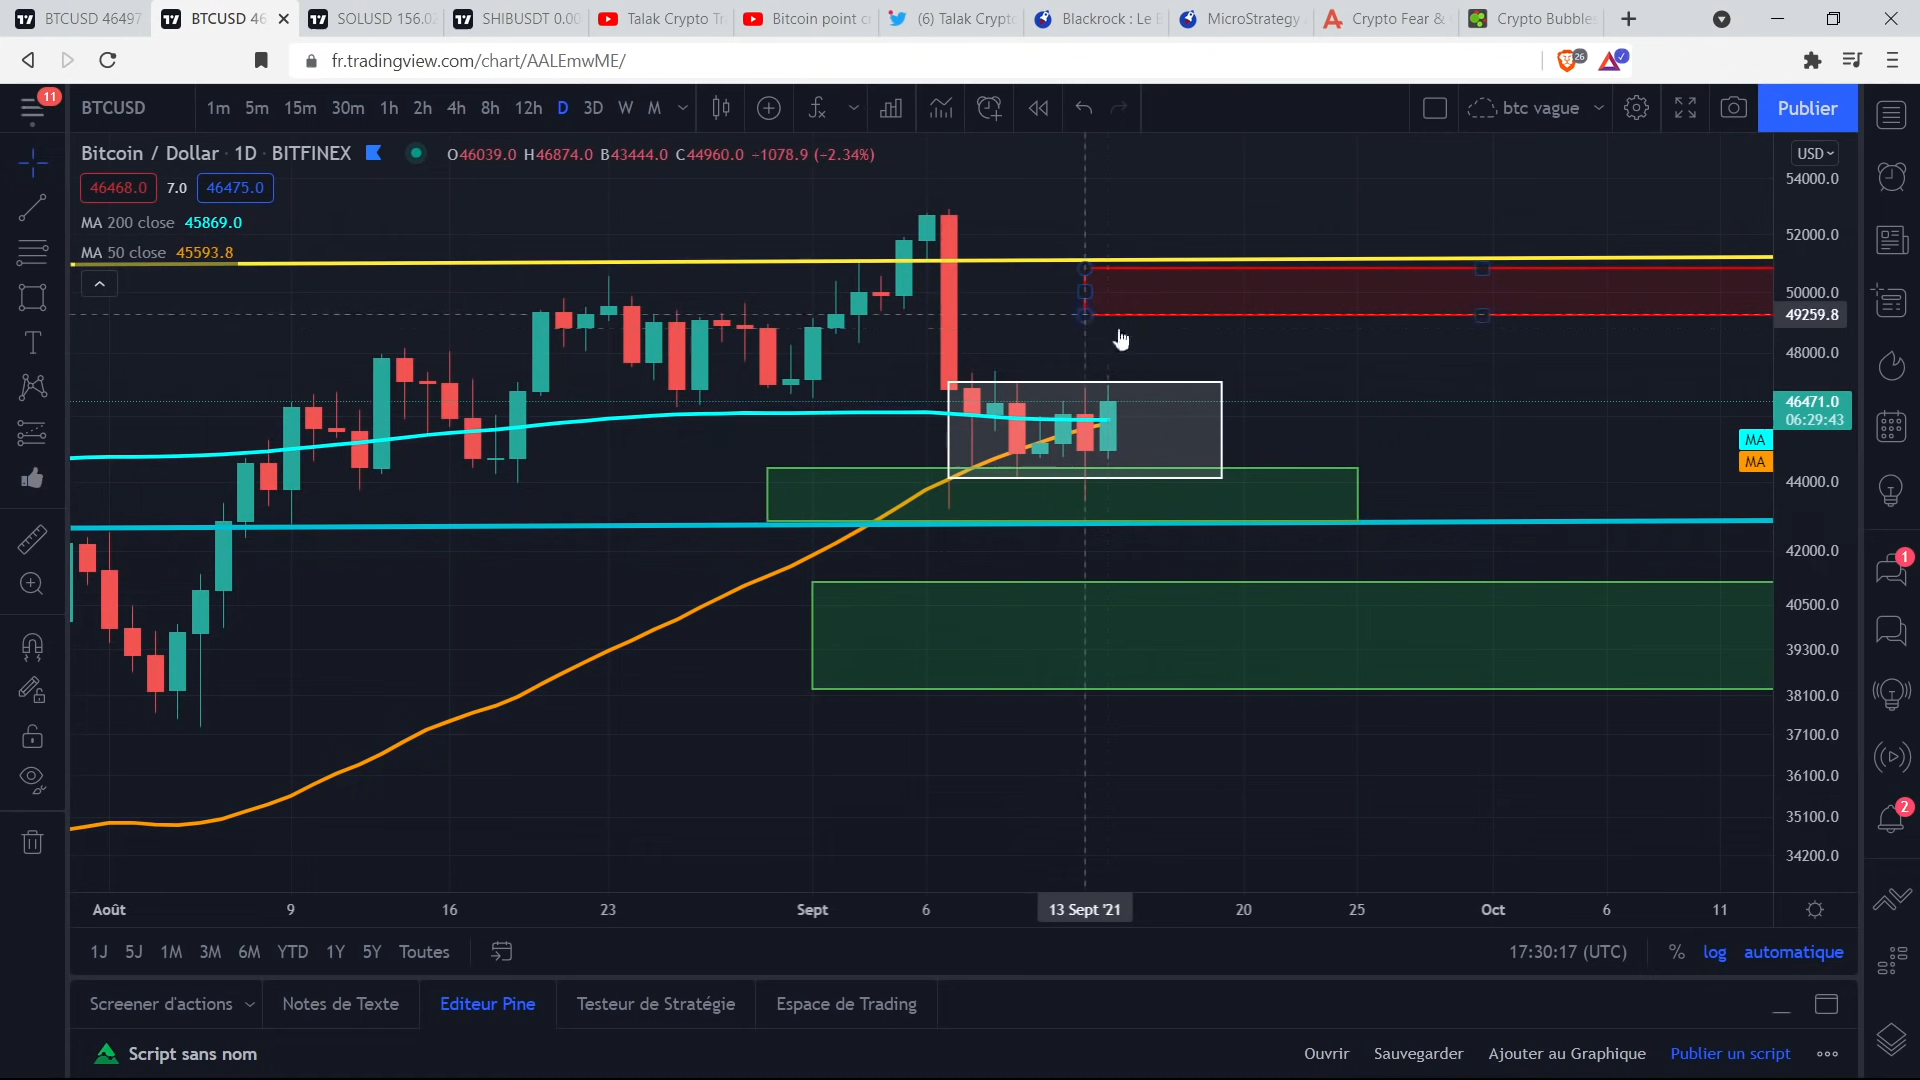 BTCUSD 46497
BTCUSD 46
SOLUSD 156.02
SHIBUSDT 0.00
Talak Crypto Tr
Bitcoin point cr
(6) Talak Crypto
Blackrock : Le B
MicroStrategy
Crypto Fear &
Crypto Bubbles
26
fr.tradingview.com/chart/AALEmwME/
11
BTCUSD
1m 5m 15m 30m 1h 2h 4h 8h 12h D 3D W M
btc vague
Publier
Bitcoin / Dollar · 1D · BITFINEX
O46039.0 H46874.0 B43444.0 C44960.0 −1078.9 (−2.34%)
46468.0 7.0 46475.0
MA 200 close 45869.0
MA 50 close 45593.8
USD
54000.0
52000.0
50000.0
49259.8
48000.0
46471.0
06:29:43
MA
MA
44000.0
42000.0
40500.0
39300.0
38100.0
37100.0
36100.0
35100.0
34200.0
1
2
Août 9 16 23 Sept 6 13 Sept '21 20 25 Oct 6 11
1J 5J 1M 3M 6M YTD 1Y 5Y Toutes
17:30:17 (UTC) % log automatique
Screener d'actions Notes de Texte Editeur Pine Testeur de Stratégie Espace de Trading
Script sans nom
Ouvrir Sauvegarder Ajouter au Graphique Publier un script